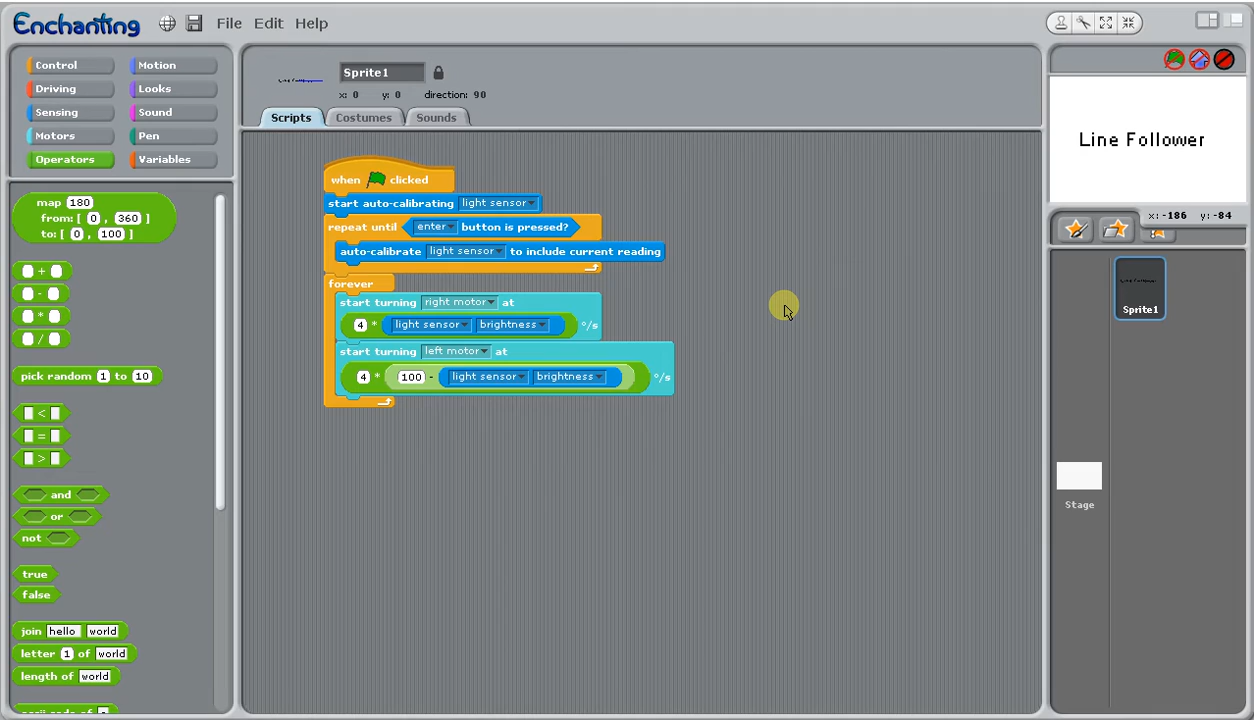 Enchanting File Edit Help
Control Motion
Driving Looks
Sensing Sound
Motors Pen
Operators Variables
map 180
from: [ 0 , 360 ]
to: [ 0 , 100 ]
+
-
*
/
pick random 1 to 10
<
=
>
and
or
not
true
false
join hello world
letter 1 of world
length of world
Sprite1
x: 0 y: 0 direction: 90
Scripts Costumes Sounds
when clicked
start auto-calibrating light sensor
repeat until enter button is pressed?
auto-calibrate light sensor to include current reading
forever
start turning right motor at
4 * light sensor brightness °/s
start turning left motor at
4 * 100 - light sensor brightness °/s
Line Follower
x: -186 y: -84
Sprite1
Stage